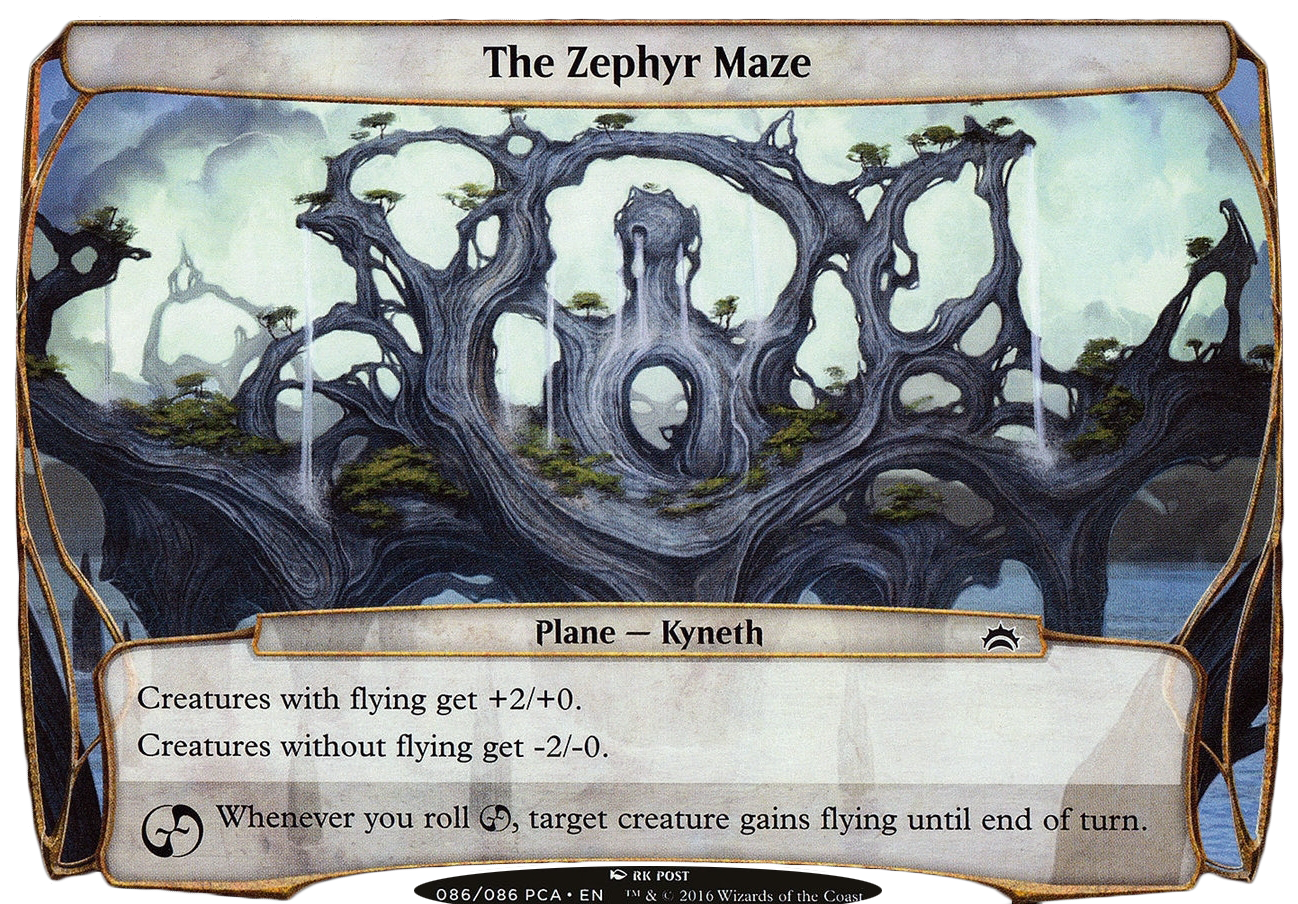 The Zephyr Maze
Plane — Kyneth
Creatures with flying get +2/+0.
Creatures without flying get -2/-0.
Whenever you roll , target creature gains flying until end of turn.
RK POST
086/086 PCA • EN ™ & © 2016 Wizards of the Coast